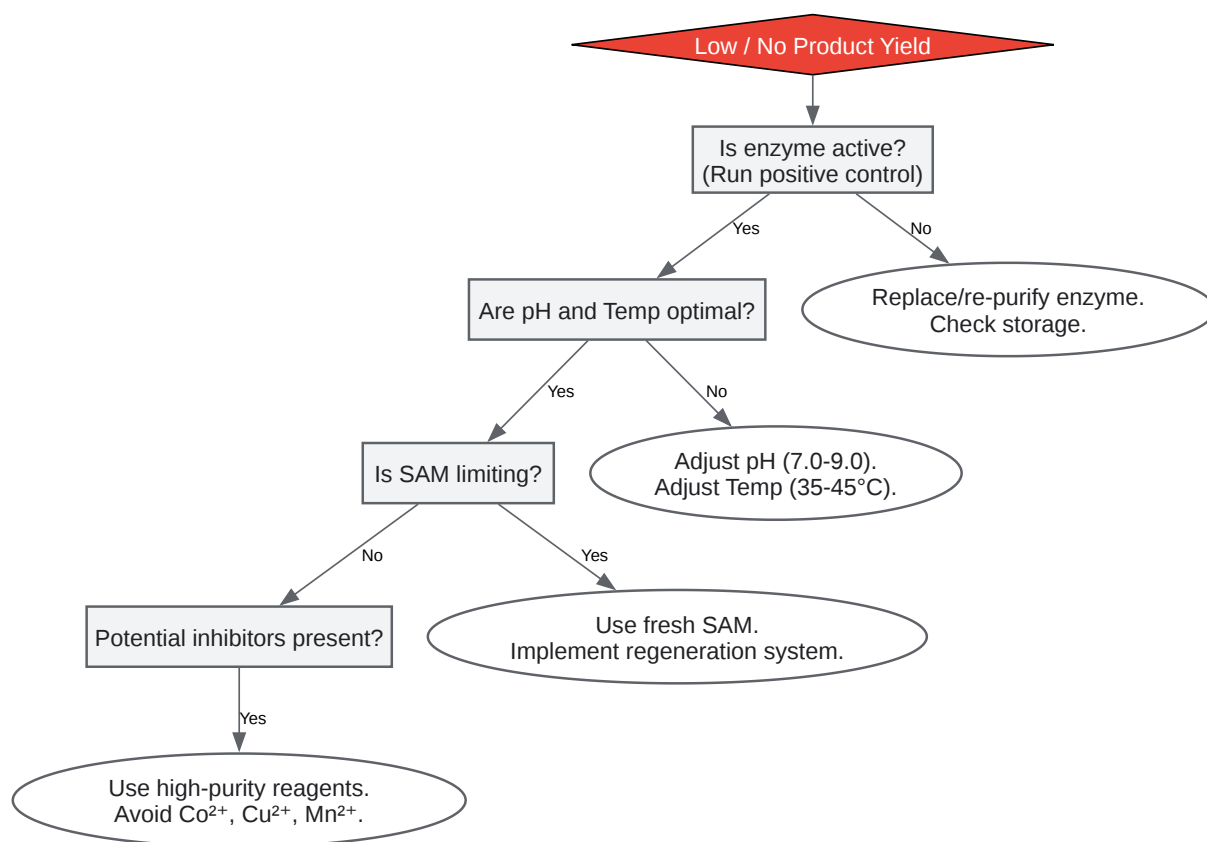 Low / No Product Yield
Is enzyme active?
(Run positive control)
Yes
No
Are pH and Temp optimal?
Replace/re-purify enzyme.
Check storage.
Yes
No
Is SAM limiting?
Adjust pH (7.0-9.0).
Adjust Temp (35-45°C).
No
Yes
Potential inhibitors present?
Use fresh SAM.
Implement regeneration system.
Yes
Use high-purity reagents.
Avoid Co²⁺, Cu²⁺, Mn²⁺.